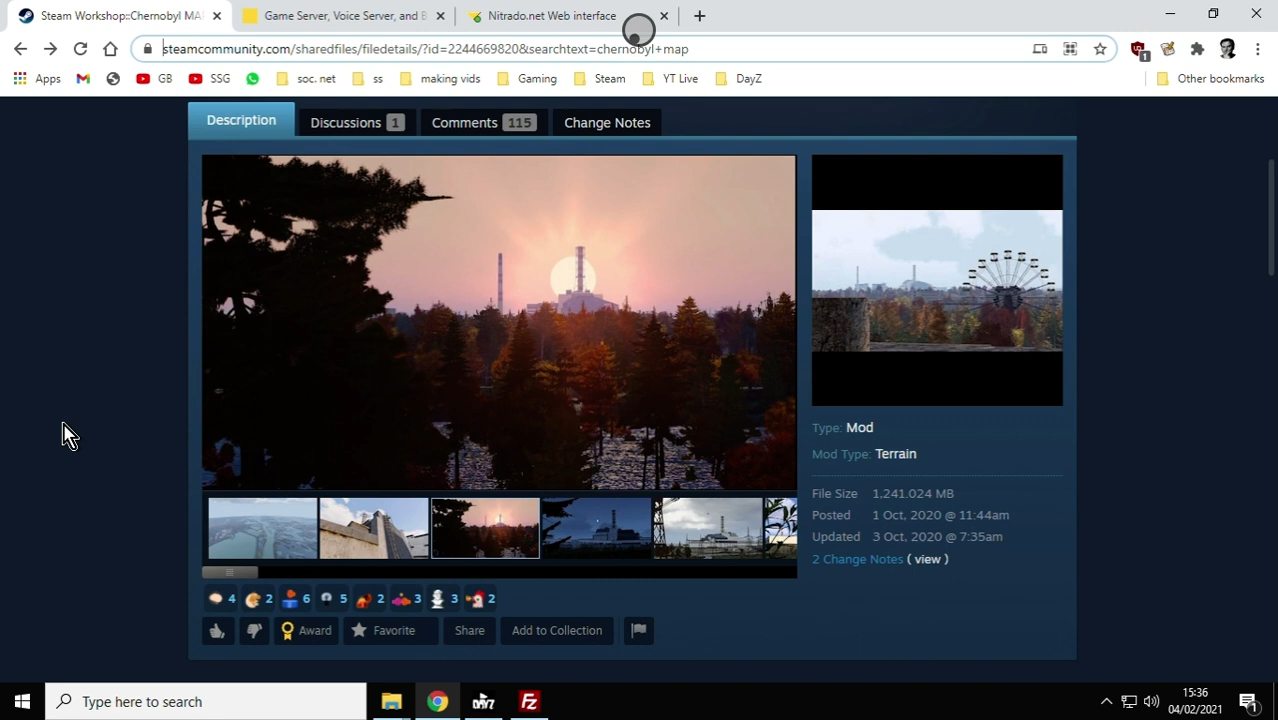 Steam Workshop::Chernobyl MA
Game Server, Voice Server, and B
Nitrado.net Web interface
steamcommunity.com/sharedfiles/filedetails/?id=2244669820&searchtext=chernobyl+map
1
Apps
GB
SSG
soc. net
ss
making vids
Gaming
Steam
YT Live
DayZ
Other bookmarks
Description
Discussions 1
Comments 115
Change Notes
Type: Mod
Mod Type: Terrain
File Size 1,241.024 MB
Posted 1 Oct, 2020 @ 11:44am
Updated 3 Oct, 2020 @ 7:35am
2 Change Notes ( view )
4 2 6 5 2 3 3 2
Award
Favorite
Share
Add to Collection
Type here to search
DAYZ
Fz
15:36
04/02/2021
1